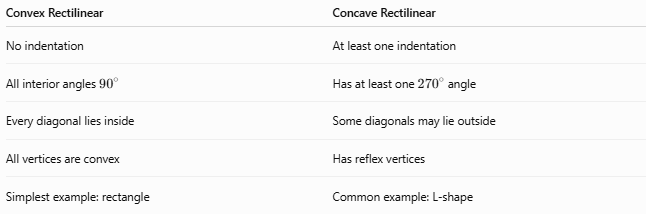 Convex Rectilinear Concave Rectilinear
No indentation At least one indentation
All interior angles 90° Has at least one 270° angle
Every diagonal lies inside Some diagonals may lie outside
All vertices are convex Has reflex vertices
Simplest example: rectangle Common example: L-shape